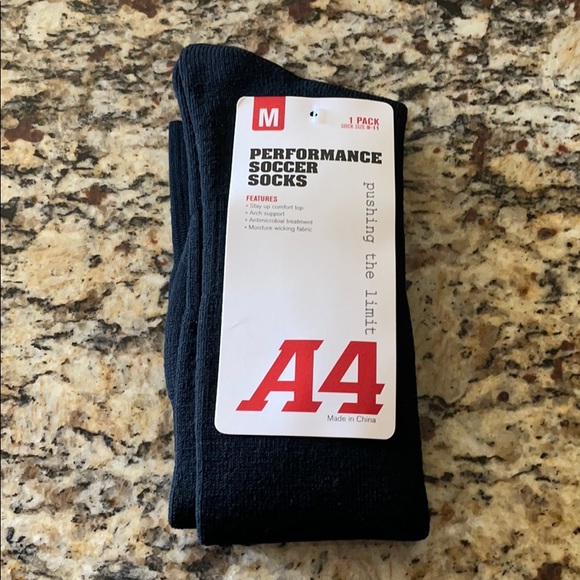 M
1 PACK
SOCK SIZE 9-11
PERFORMANCE
SOCCER
SOCKS
FEATURES
• Stay up comfort top
• Arch support
• Antimicrobial treatment
• Moisture wicking fabric
pushing the limit
A4
Made in China